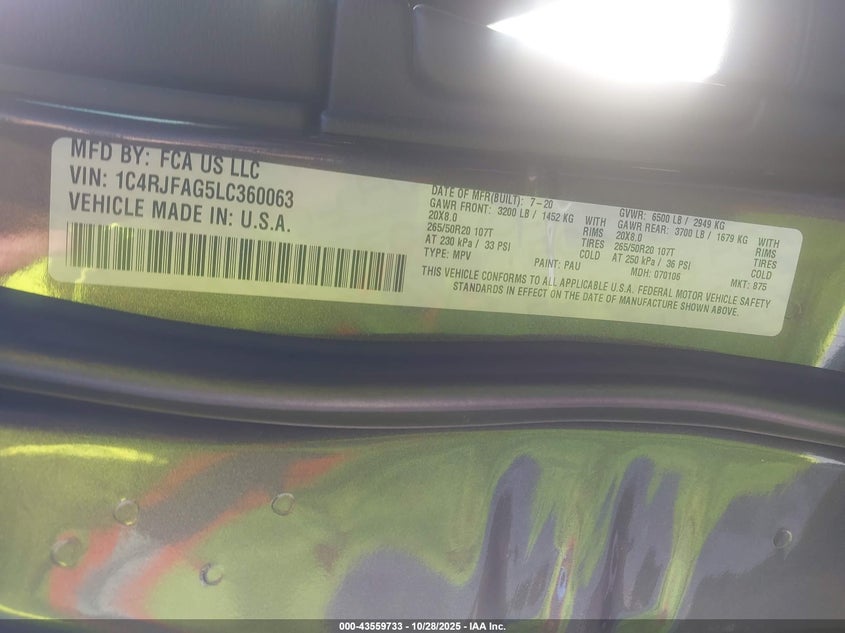 MFD BY: FCA US LLC
VIN: 1C4RJFAG5LC360063
VEHICLE MADE IN: U.S.A.
DATE OF MFR(BUILT): 7-20 GVWR: 6500 LB / 2949 KG
GAWR FRONT: 3200 LB / 1452 KG WITH GAWR REAR: 3700 LB / 1679 KG WITH
20X8.0 RIMS 20X8.0 RIMS
265/50R20 107T TIRES 265/50R20 107T TIRES
AT 230 kPa / 33 PSI COLD AT 250 kPa / 36 PSI COLD
TYPE: MPV PAINT: PAU MDH: 070106 MKT: 875
THIS VEHICLE CONFORMS TO ALL APPLICABLE U.S.A. FEDERAL MOTOR VEHICLE SAFETY
STANDARDS IN EFFECT ON THE DATE OF MANUFACTURE SHOWN ABOVE.
000-43559733 - 10/28/2025 - IAA Inc.